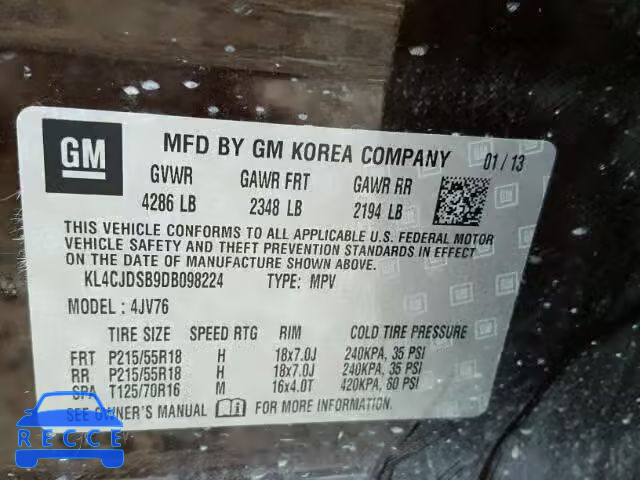 GM
MFD BY GM KOREA COMPANY 01/13
GVWR GAWR FRT GAWR RR
4286 LB 2348 LB 2194 LB
THIS VEHICLE CONFORMS TO ALL APPLICABLE U.S. FEDERAL MOTOR
VEHICLE SAFETY AND THEFT PREVENTION STANDARDS IN EFFECT
ON THE DATE OF MANUFACTURE SHOWN ABOVE.
KL4CJDSB9DB098224 TYPE: MPV
MODEL : 4JV76
TIRE SIZE SPEED RTG RIM COLD TIRE PRESSURE
FRT P215/55R18 H 18x7.0J 240KPA, 35 PSI
RR P215/55R18 H 18x7.0J 240KPA, 35 PSI
SPA T125/70R16 M 16x4.0T 420KPA, 60 PSI
SEE OWNER'S MANUAL FOR MORE INFORMATION.
RECCE